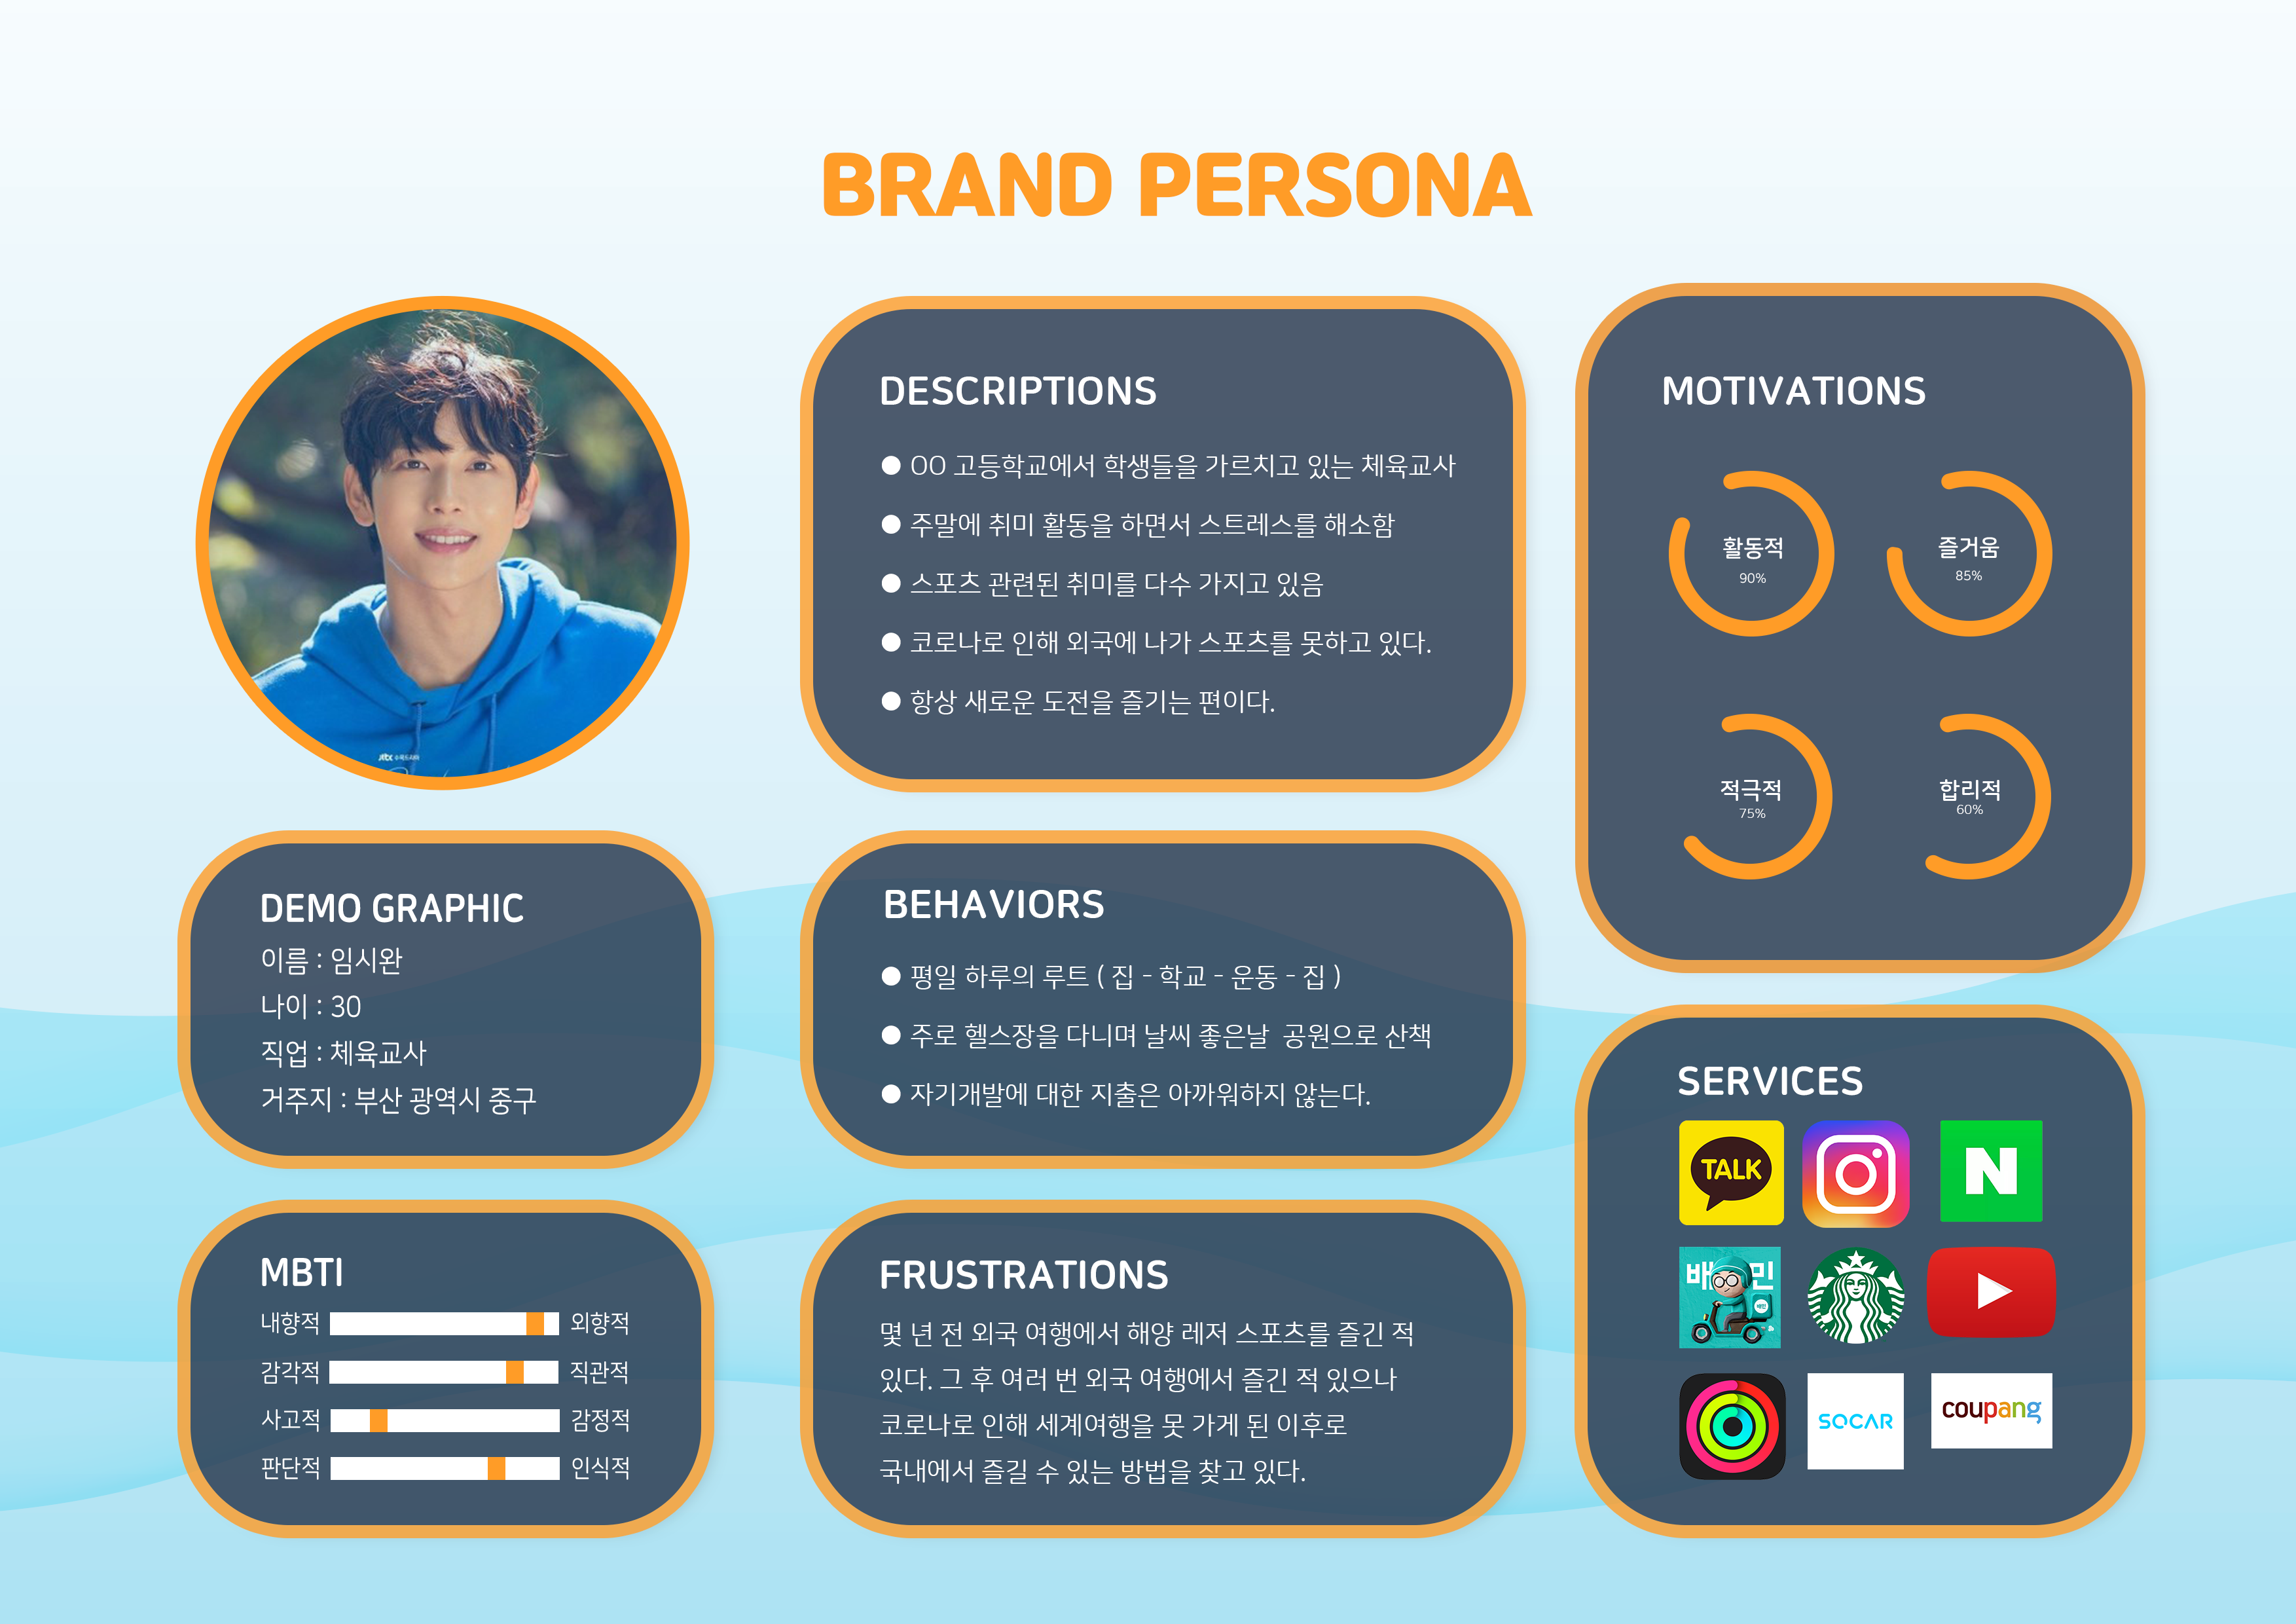 BRAND PERSONA
DESCRIPTIONS
● OO 고등학교에서 학생들을 가르치고 있는 체육교사
● 주말에 취미 활동을 하면서 스트레스를 해소함
● 스포츠 관련된 취미를 다수 가지고 있음
● 코로나로 인해 외국에 나가 스포츠를 못하고 있다.
● 항상 새로운 도전을 즐기는 편이다.
MOTIVATIONS
활동적
90%
즐거움
85%
적극적
75%
합리적
60%
jtbc 수목드라마
DEMO GRAPHIC
이름 : 임시완
나이 : 30
직업 : 체육교사
거주지 : 부산 광역시 중구
BEHAVIORS
● 평일 하루의 루트 ( 집 - 학교 - 운동 - 집 )
● 주로 헬스장을 다니며 날씨 좋은날 공원으로 산책
● 자기개발에 대한 지출은 아까워하지 않는다.
MBTI
내향적 외향적
감각적 직관적
사고적 감정적
판단적 인식적
FRUSTRATIONS
몇 년 전 외국 여행에서 해양 레저 스포츠를 즐긴 적
있다. 그 후 여러 번 외국 여행에서 즐긴 적 있으나
코로나로 인해 세계여행을 못 가게 된 이후로
국내에서 즐길 수 있는 방법을 찾고 있다.
SERVICES
TALK
N
배 민
배민
SOCAR
coupang